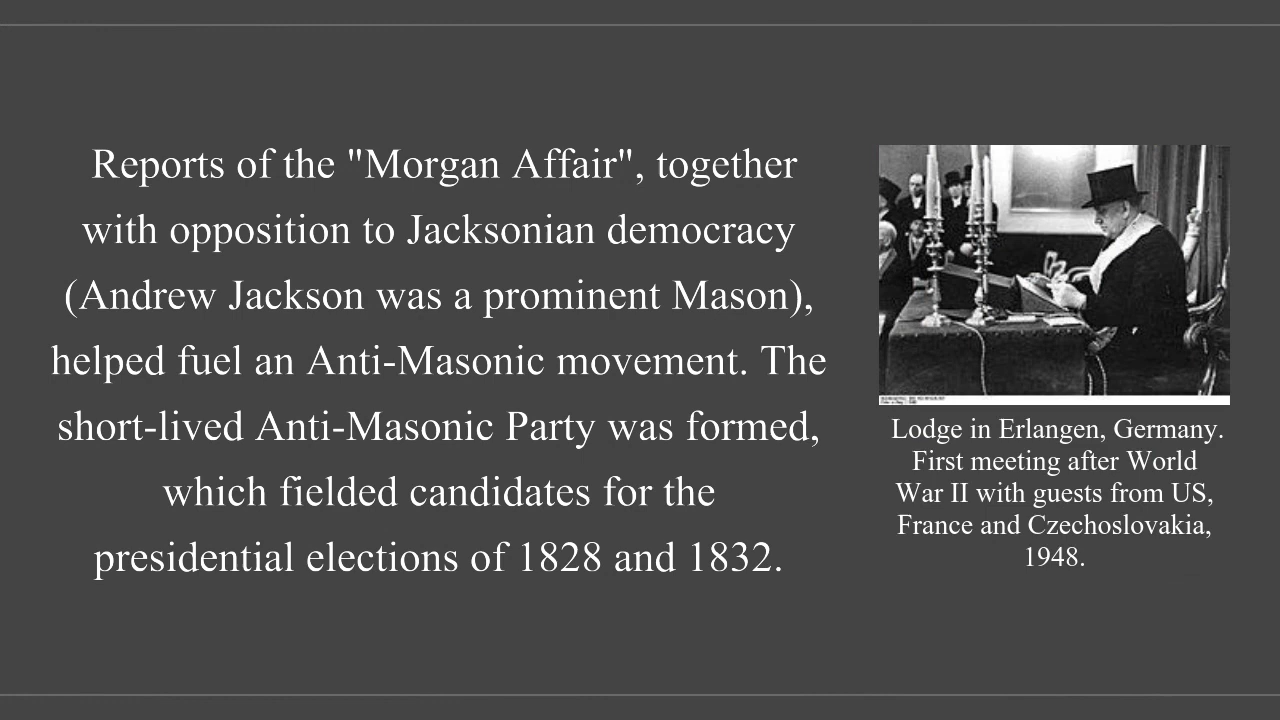 Reports of the "Morgan Affair", together
with opposition to Jacksonian democracy
(Andrew Jackson was a prominent Mason),
helped fuel an Anti-Masonic movement. The
short-lived Anti-Masonic Party was formed,
which fielded candidates for the
presidential elections of 1828 and 1832.
Lodge in Erlangen, Germany.
First meeting after World
War II with guests from US,
France and Czechoslovakia,
1948.